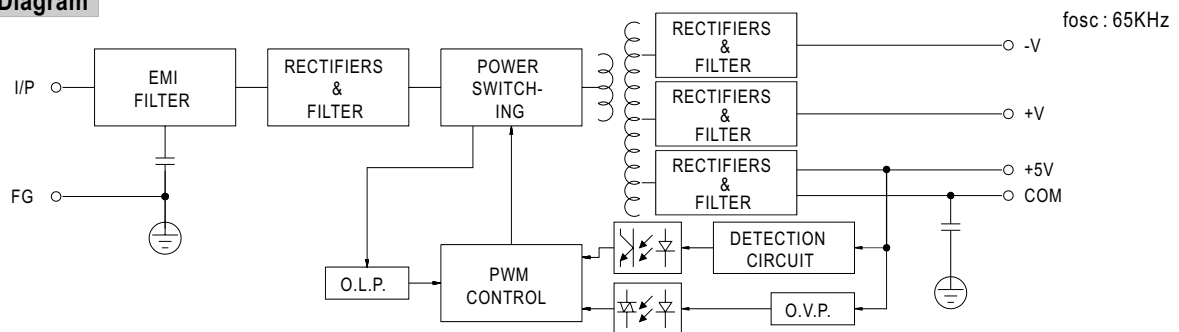 Diagram
fosc : 65KHz
I/P
EMI
FILTER
RECTIFIERS
&
FILTER
POWER
SWITCH-
ING
RECTIFIERS
&
FILTER
-V
RECTIFIERS
&
FILTER
+V
RECTIFIERS
&
FILTER
+5V
COM
FG
O.L.P.
PWM
CONTROL
DETECTION
CIRCUIT
O.V.P.